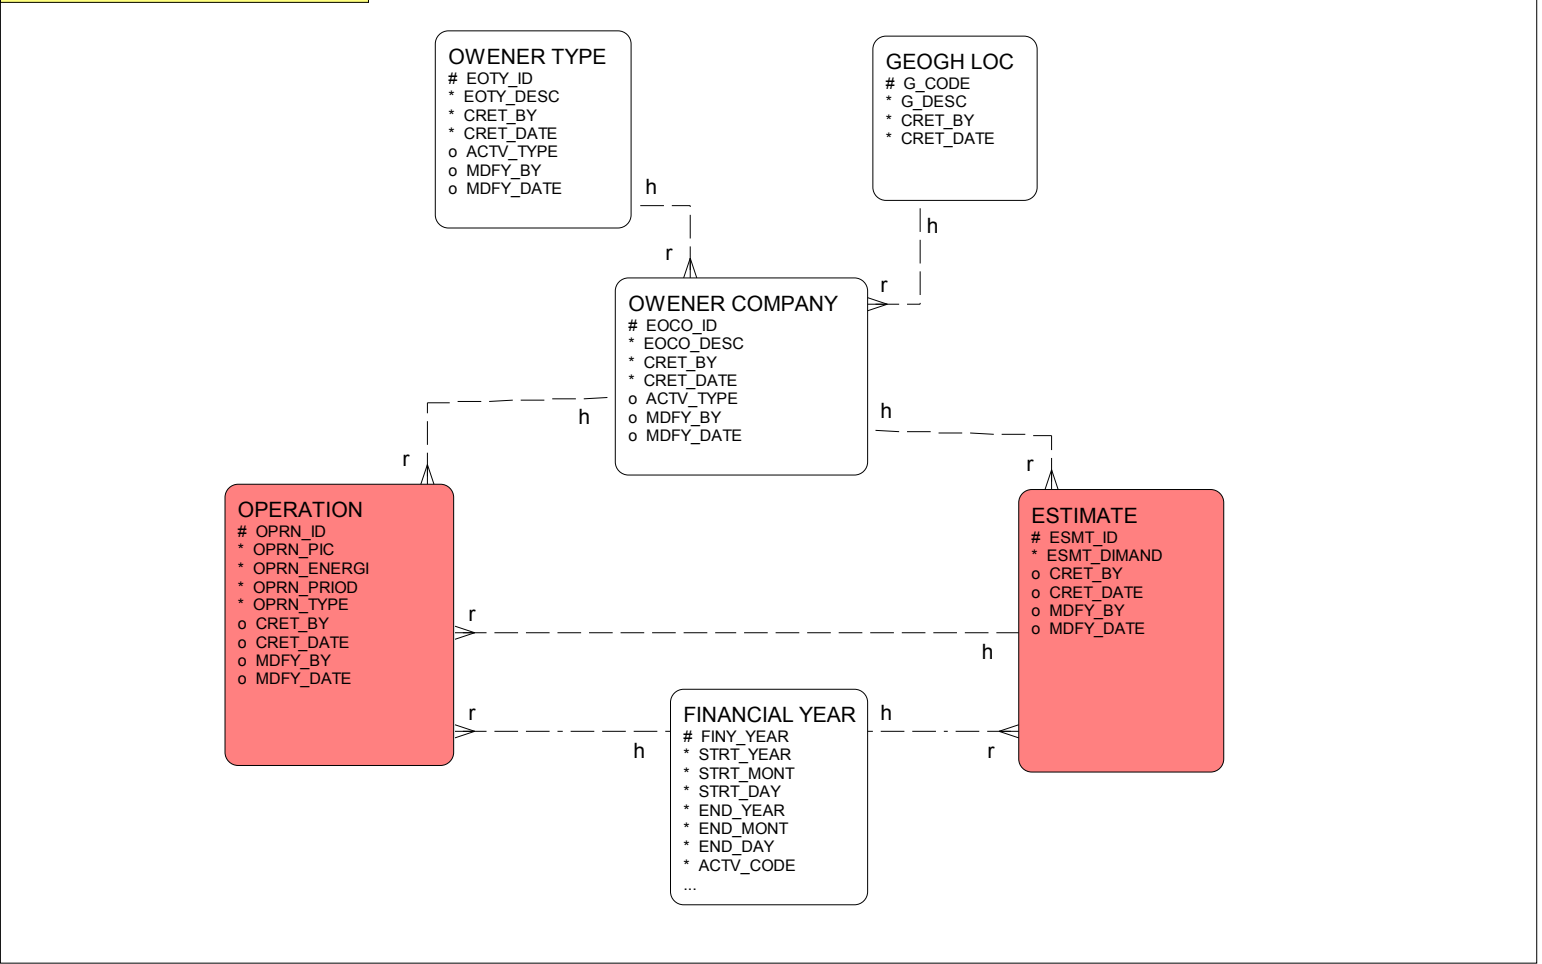 OWENER TYPE
# EOTY_ID
* EOTY_DESC
* CRET_BY
* CRET_DATE
o ACTV_TYPE
o MDFY_BY
o MDFY_DATE
GEOGH LOC
# G_CODE
* G_DESC
* CRET_BY
* CRET_DATE
h
r
h
r
OWENER COMPANY
# EOCO_ID
* EOCO_DESC
* CRET_BY
* CRET_DATE
o ACTV_TYPE
o MDFY_BY
o MDFY_DATE
h
r
h
r
OPERATION
# OPRN_ID
* OPRN_PIC
* OPRN_ENERGI
* OPRN_PRIOD
* OPRN_TYPE
o CRET_BY
o CRET_DATE
o MDFY_BY
o MDFY_DATE
ESTIMATE
# ESMT_ID
* ESMT_DIMAND
o CRET_BY
o CRET_DATE
o MDFY_BY
o MDFY_DATE
r
h
r
h
FINANCIAL YEAR
# FINY_YEAR
* STRT_YEAR
* STRT_MONT
* STRT_DAY
* END_YEAR
* END_MONT
* END_DAY
* ACTV_CODE
...
h
r